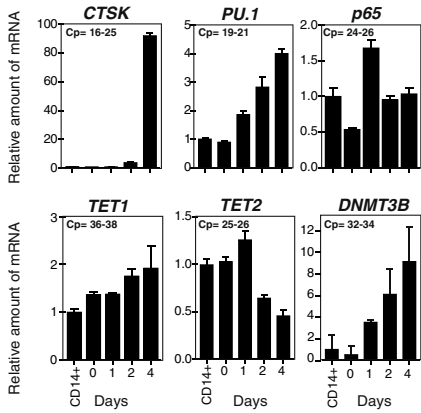 CTSK PU.1 p65
Relative amount of mRNA
Cp= 16-25
100
80
60
40
20
0
Cp= 19-21
5
4
3
2
1
0
Cp= 24-26
2.0
1.5
1.0
0.5
0.0
TET1 TET2 DNMT3B
Relative amount of mRNA
Cp= 36-38
3
2
1
0
Cp= 25-26
1.5
1.0
0.5
0.0
Cp= 32-34
12
10
8
6
4
2
0
CD14+ 0 1 2 4
CD14+ 0 1 2 4
CD14+ 0 1 2 4
Days Days Days